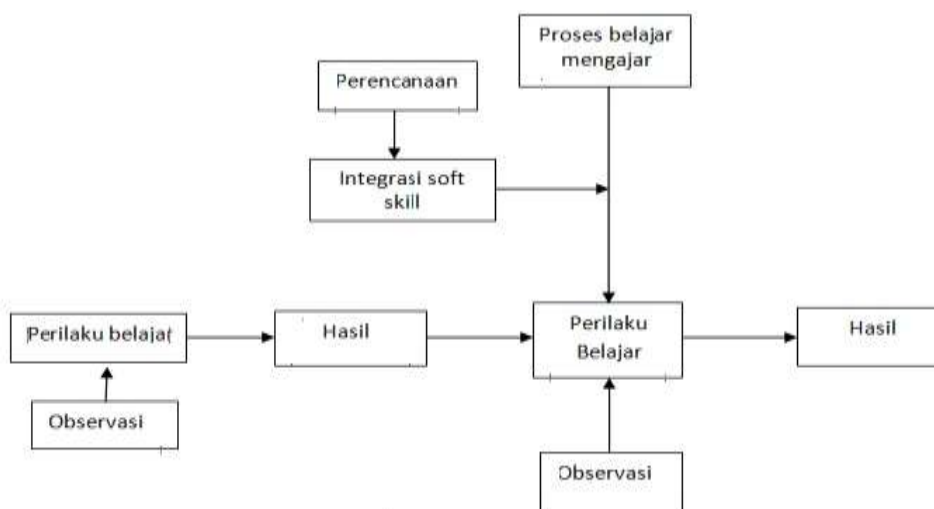 Proses belajar
mengajar
Perencanaan
Integrasi soft
skill
Perilaku belajar
Hasil
Perilaku
Belajar
Hasil
Observasi
Observasi